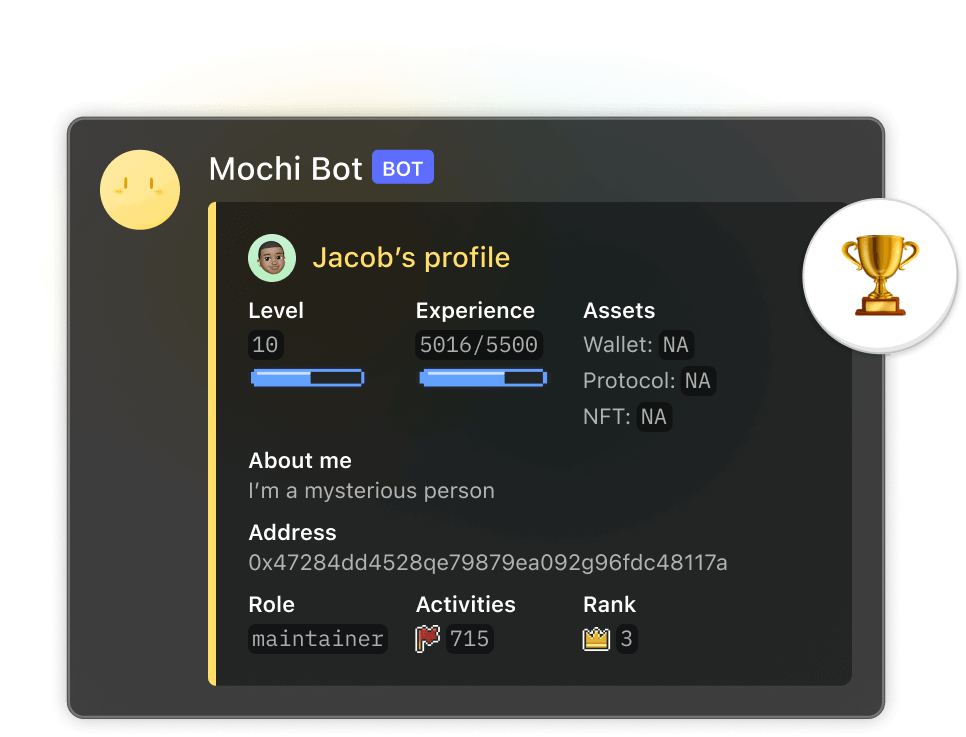 Mochi Bot BOT
Jacob’s profile
Level Experience Assets
10 5016/5500 Wallet: NA
Protocol: NA
NFT: NA
About me
I’m a mysterious person
Address
0x47284dd4528qe79879ea092g96fdc48117a
Role Activities Rank
maintainer 715 3